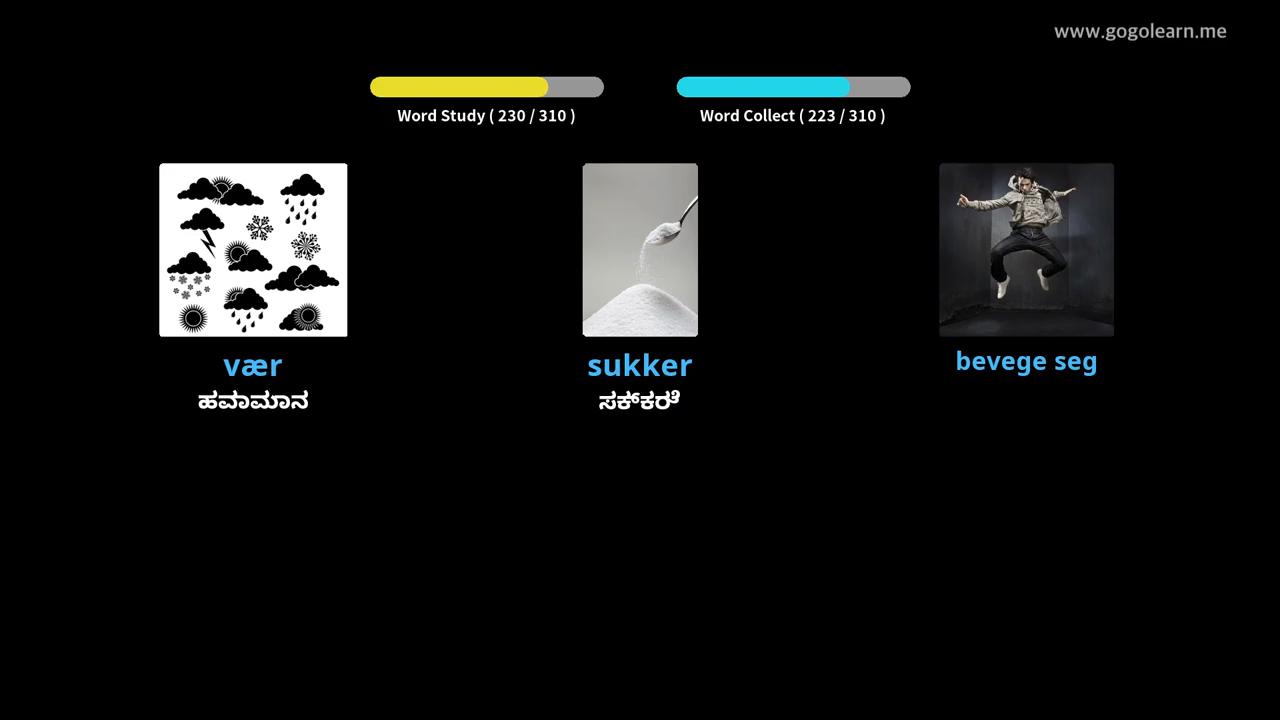 www.gogolearn.me
Word Study ( 230 / 310 )
Word Collect ( 223 / 310 )
vær
sukker
bevege seg
ಹವಾಮಾನ
ಸಕ್ಕರೆ